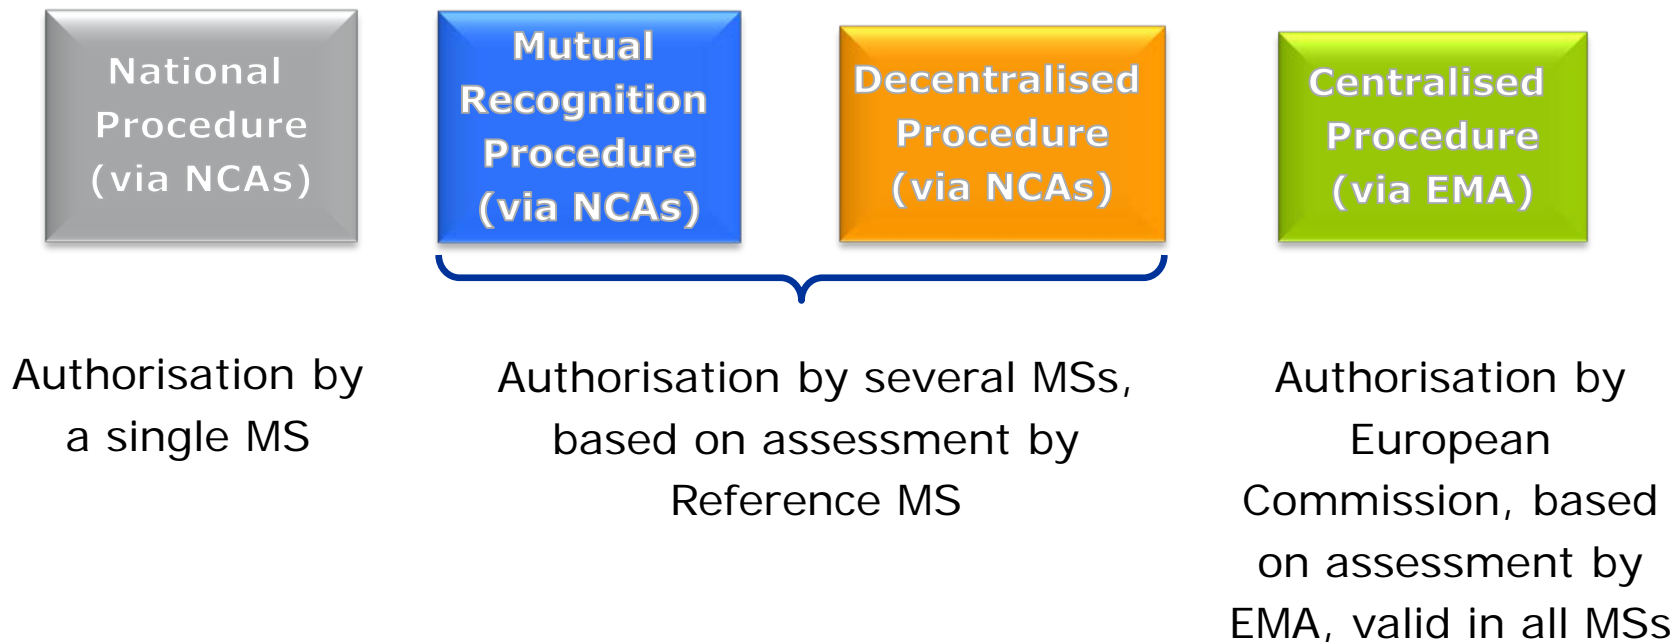 National
Procedure
(via NCAs)
Mutual
Recognition
Procedure
(via NCAs)
Decentralised
Procedure
(via NCAs)
Centralised
Procedure
(via EMA)
Authorisation by
a single MS
Authorisation by several MSs,
based on assessment by
Reference MS
Authorisation by
European
Commission, based
on assessment by
EMA, valid in all MSs